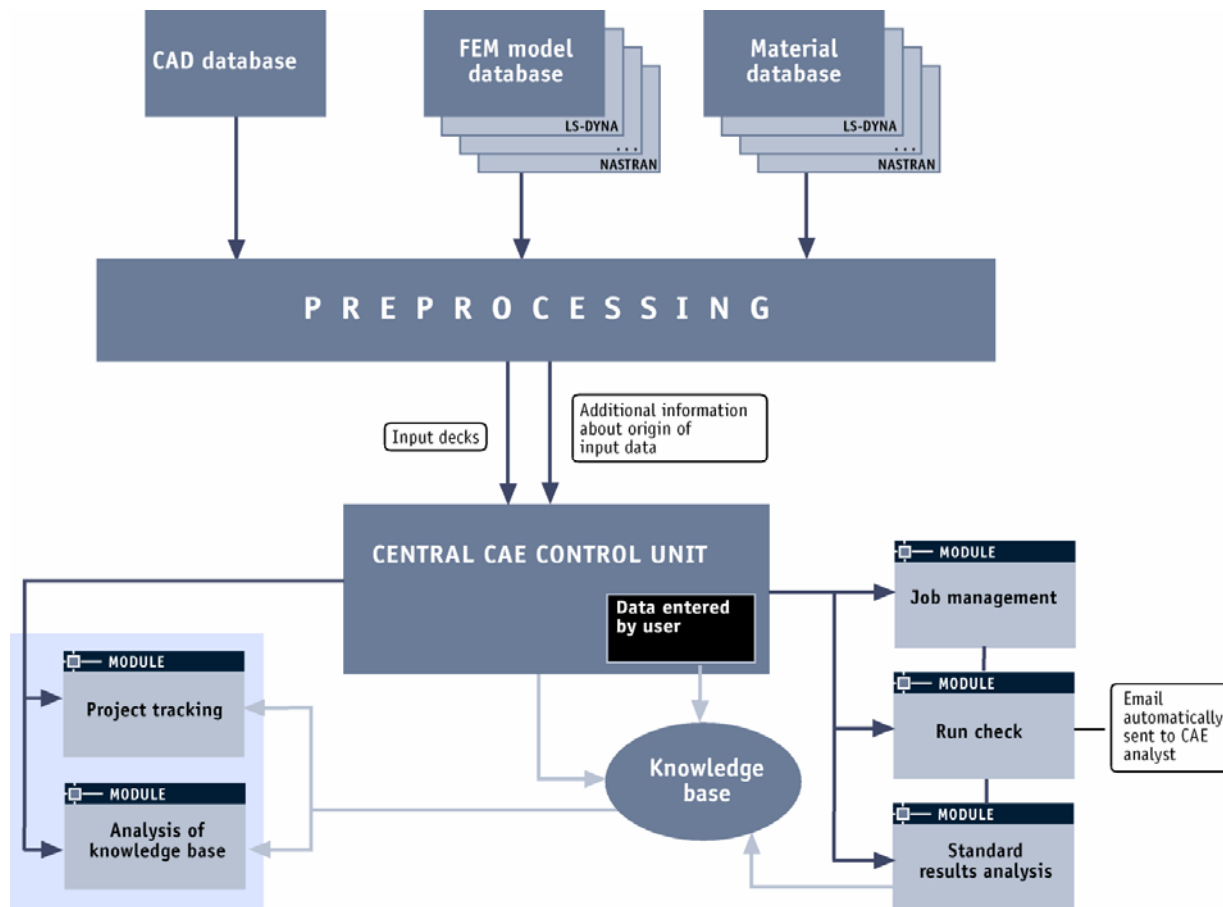 CAD database
FEM model
database
LS-DYNA
...
NASTRAN
Material
database
LS-DYNA
...
NASTRAN
PREPROCESSING
Input decks
Additional information
about origin of
input data
CENTRAL CAE CONTROL UNIT
Data entered
by user
MODULE
Job management
MODULE
Project tracking
MODULE
Run check
Email
automatically
sent to CAE
analyst
Knowledge
base
MODULE
Analysis of
knowledge base
MODULE
Standard
results analysis